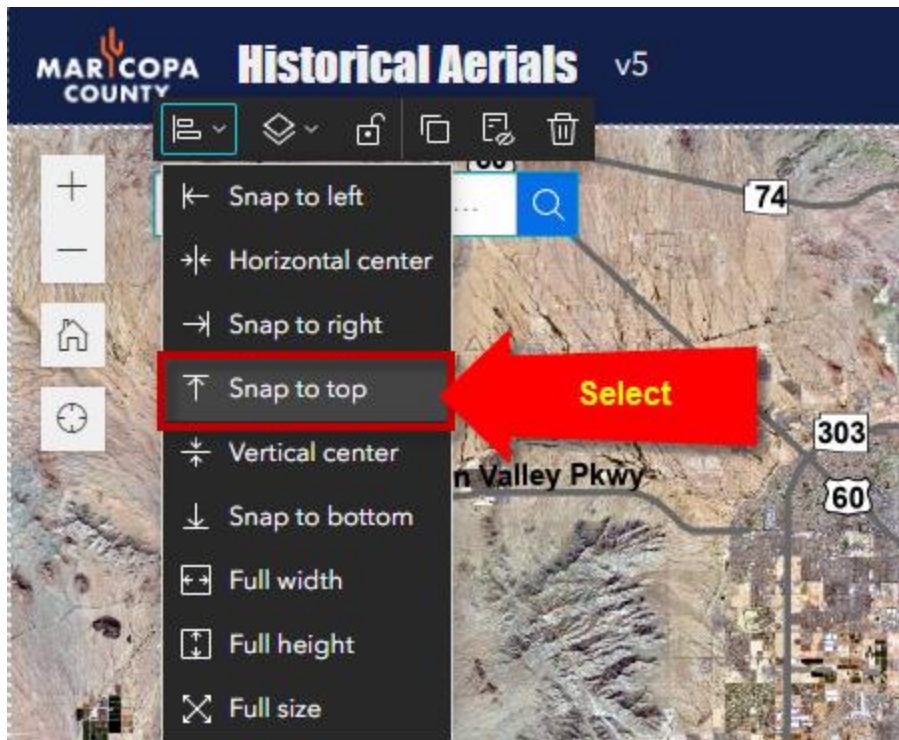 MARICOPA
COUNTY
Historical Aerials v5
Snap to left
...
74
Horizontal center
Snap to right
Snap to top
Select
303
Vertical center
Valley Pkwy
60
Snap to bottom
Full width
Full height
Full size